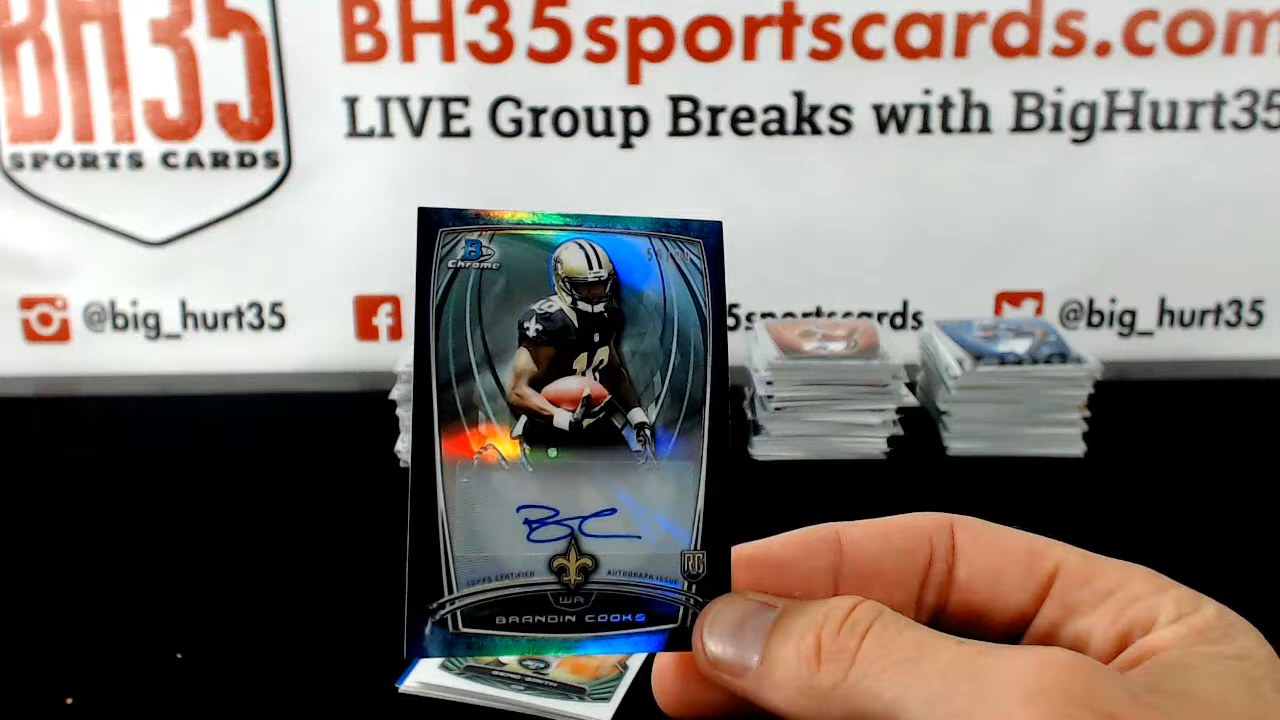 BH35
SPORTS CARDS
BH35sportscards.com
LIVE Group Breaks with BigHurt35
@big_hurt35
@big_hurt35
B
Chrome
10
TOPPS CERTIFIED
AUTOGRAPH ISSUE
RC
WR
BRANDIN COOKS